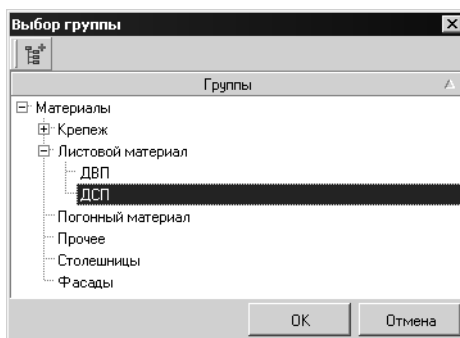 Выбор группы
Группы
Материалы
Крепеж
Листовой материал
ДВП
ДСП
Погонный материал
Прочее
Столешницы
Фасады
OK
Отмена